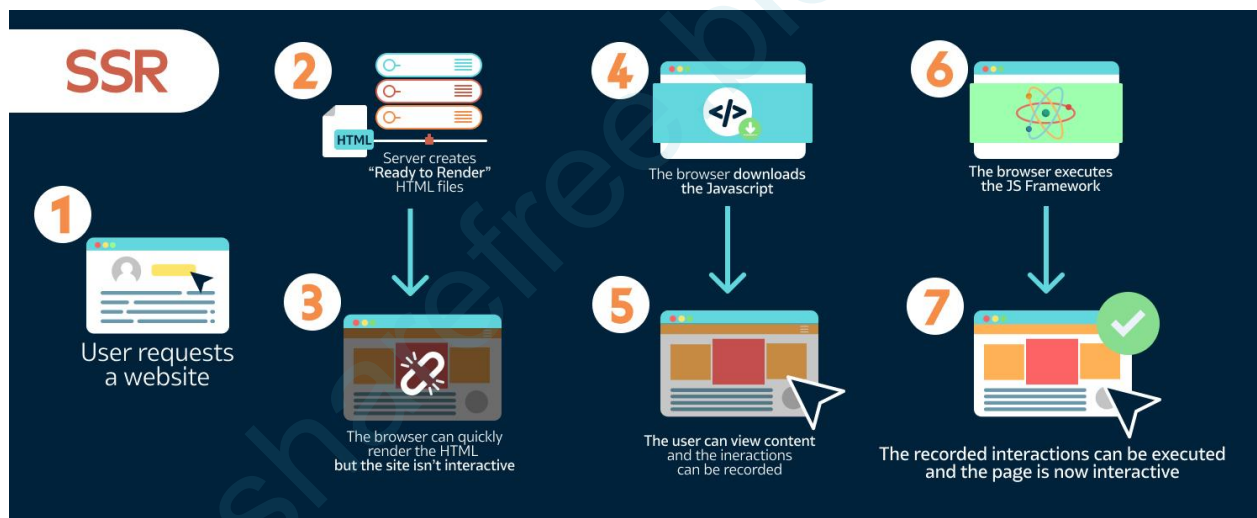 SSR
1
User requests
a website
2
HTML
Server creates
“Ready to Render”
HTML files
3
The browser can quickly
render the HTML
but the site isn't interactive
4
</>
The browser downloads
the Javascript
5
The user can view content
and the ineractions
can be recorded
6
The browser executes
the JS Framework
7
The recorded interactions can be executed
and the page is now interactive